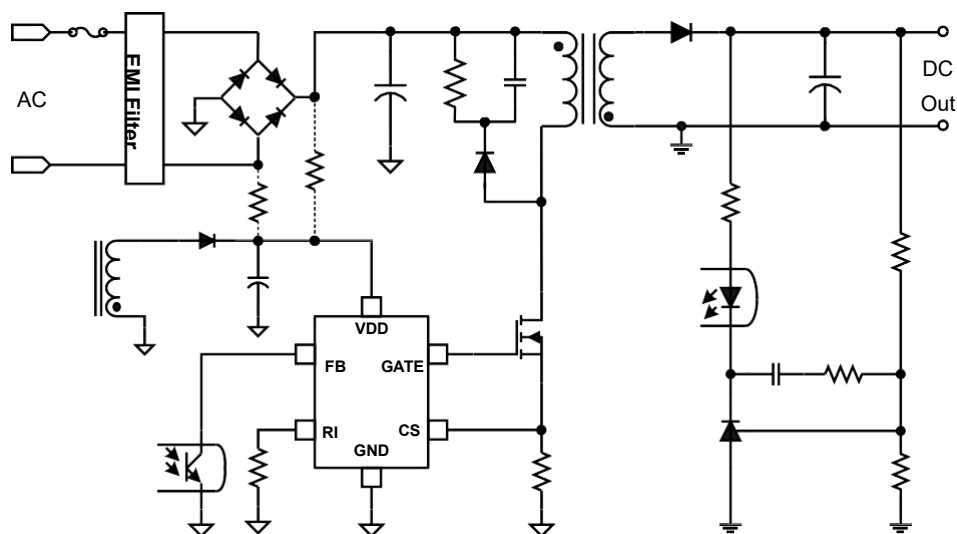 AC
EMI Filter
DC
Out
VDD
FB
GATE
RI
CS
GND